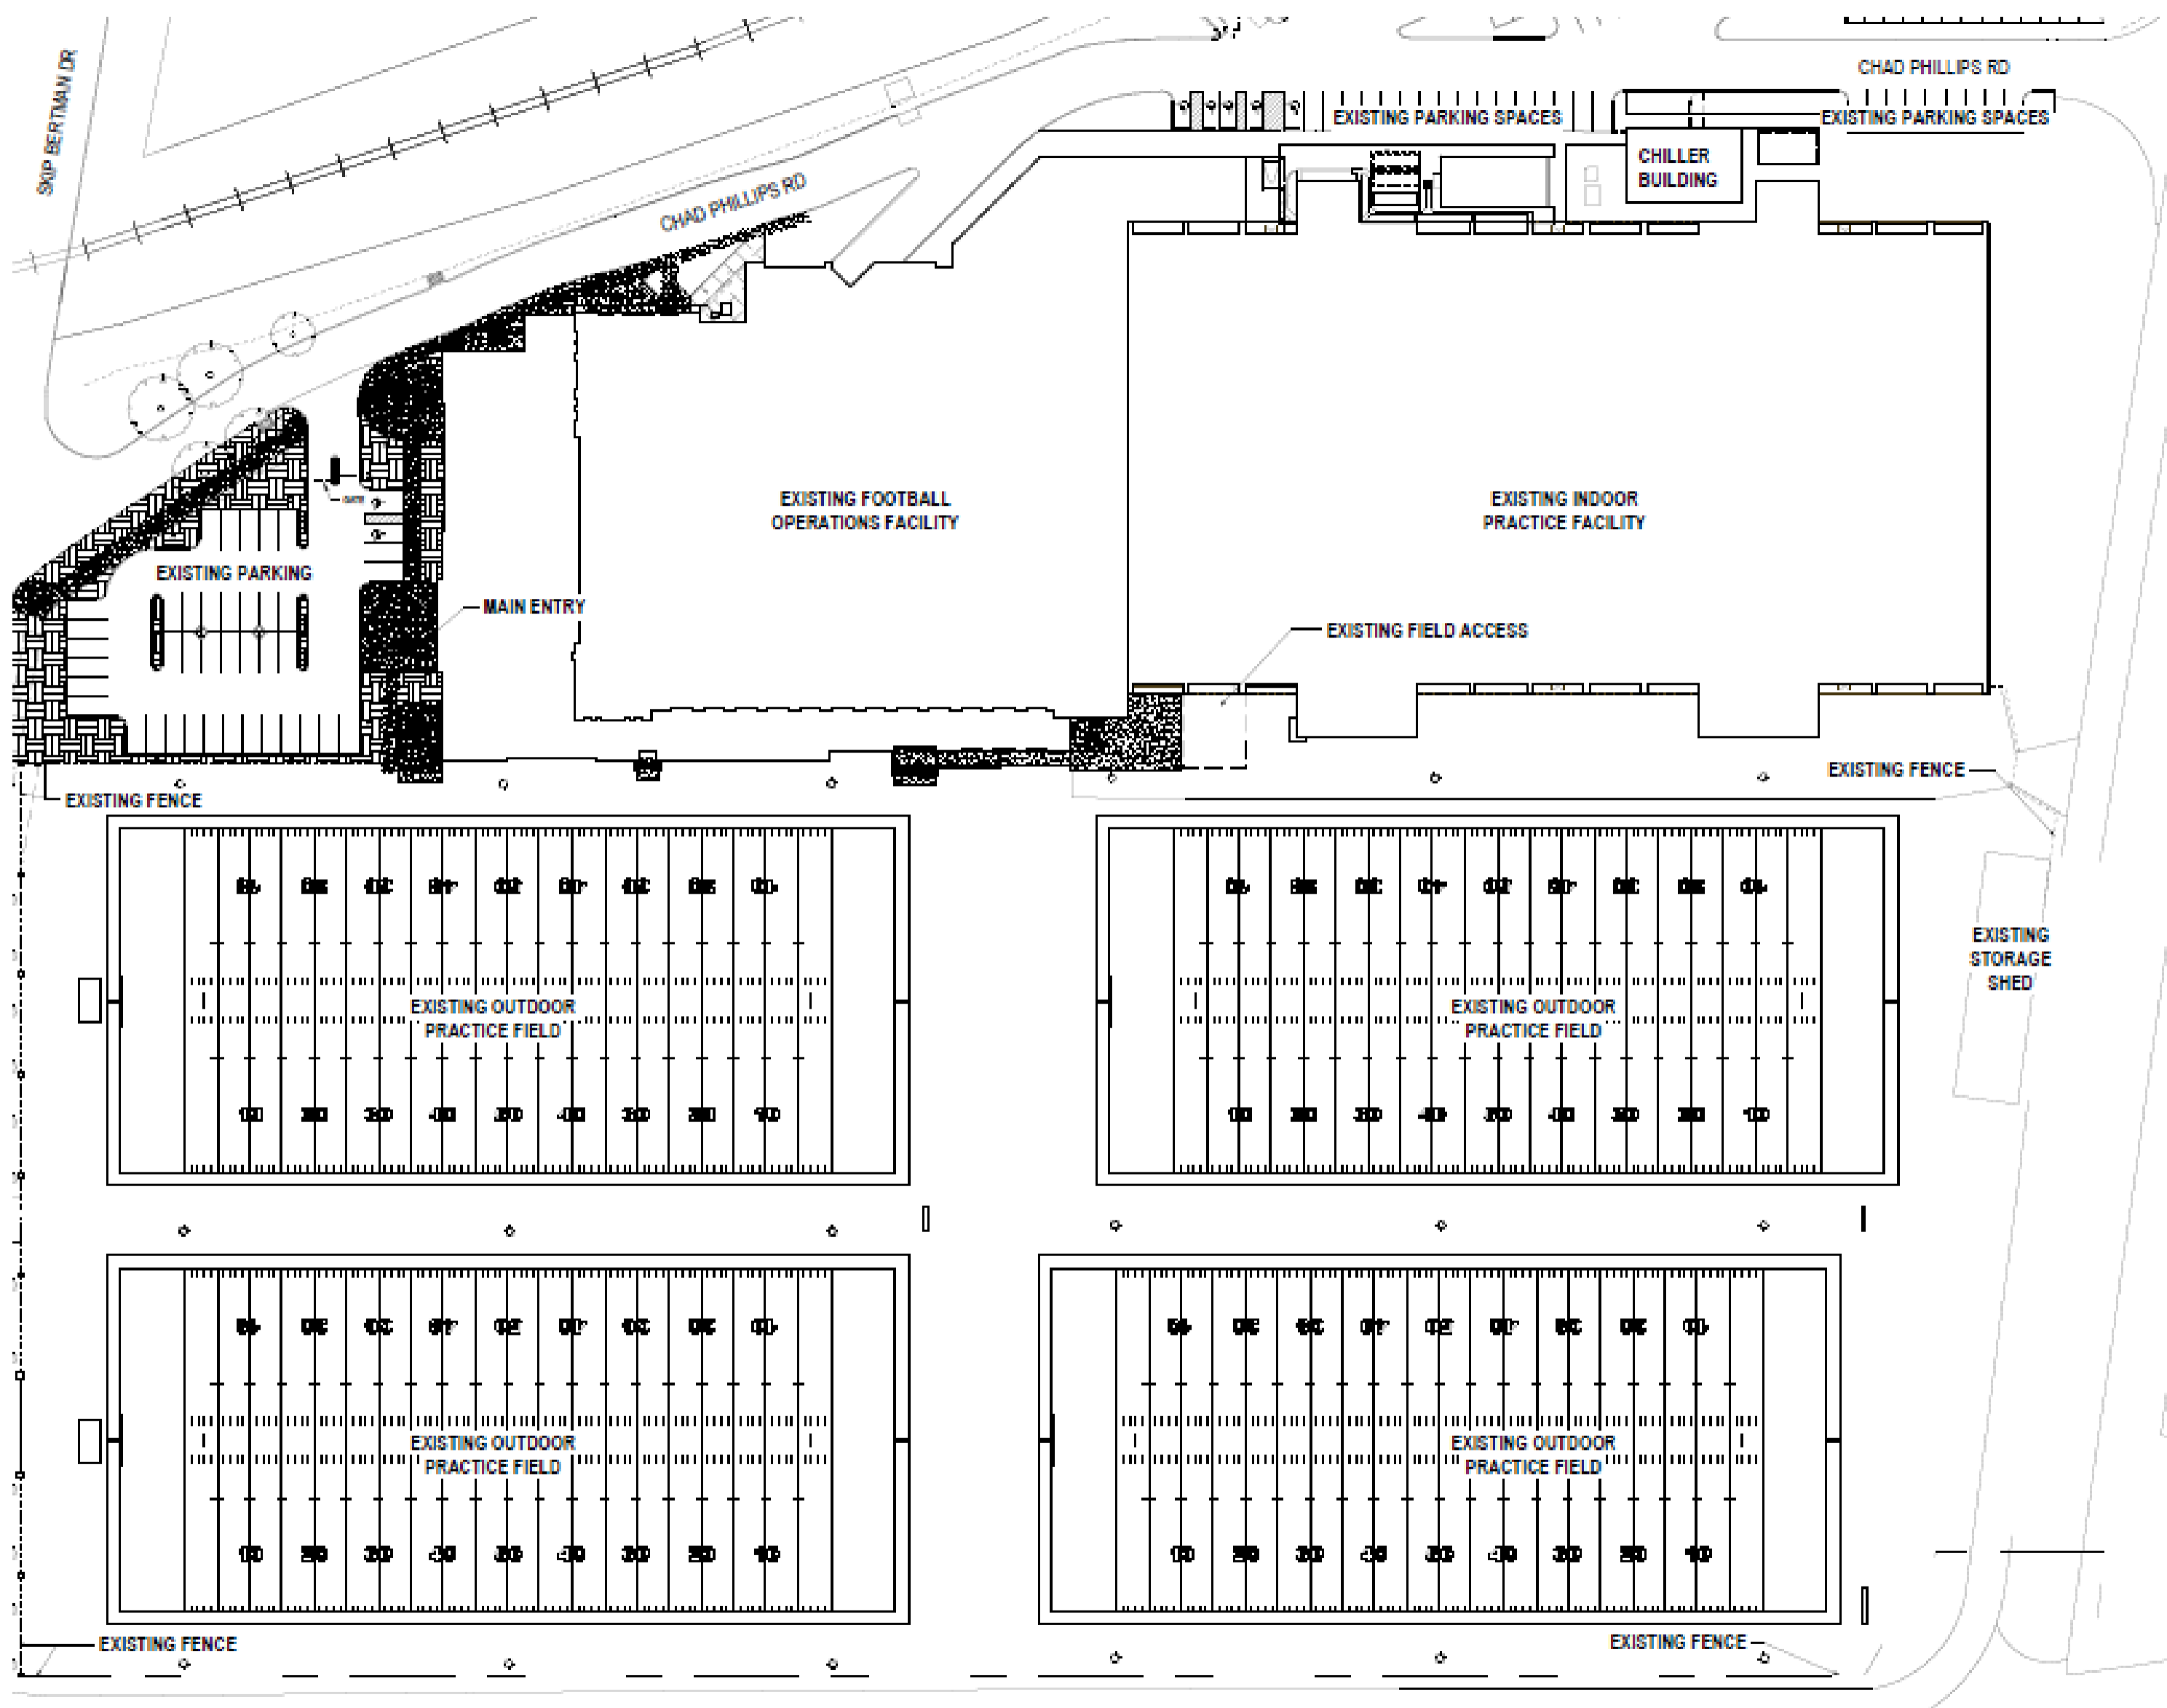 SKIP BERTMAN DR
CHAD PHILLIPS RD
EXISTING PARKING SPACES
EXISTING PARKING SPACES
CHILLER
BUILDING
CHAD PHILLIPS RD
EXISTING FOOTBALL
OPERATIONS FACILITY
EXISTING INDOOR
PRACTICE FACILITY
EXISTING PARKING
MAIN ENTRY
EXISTING FIELD ACCESS
EXISTING FENCE
EXISTING FENCE
EXISTING
STORAGE
SHED
EXISTING OUTDOOR
PRACTICE FIELD
EXISTING OUTDOOR
PRACTICE FIELD
EXISTING OUTDOOR
PRACTICE FIELD
EXISTING OUTDOOR
PRACTICE FIELD
EXISTING FENCE
EXISTING FENCE